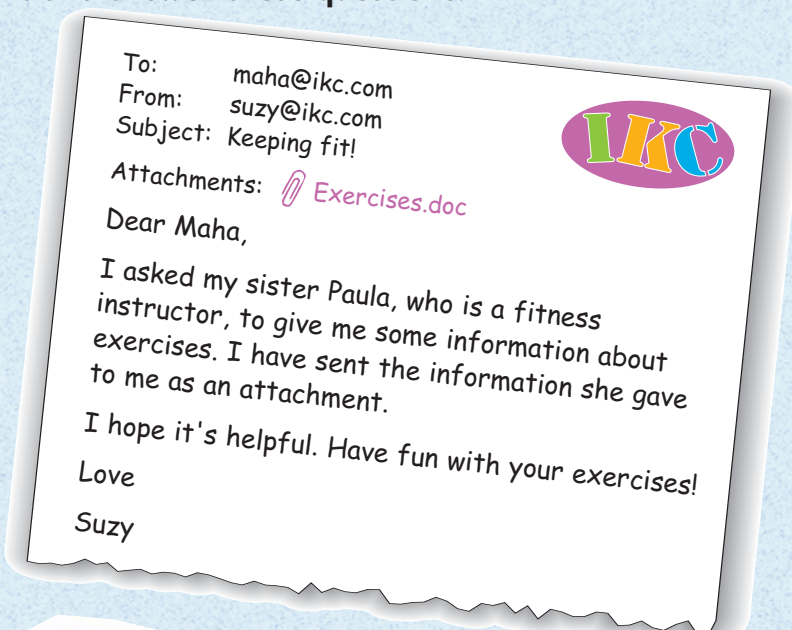 To: maha@ikc.com
From: suzy@ikc.com
Subject: Keeping fit!
IKC
Attachments: Exercises.doc
Dear Maha,
I asked my sister Paula, who is a fitness
instructor, to give me some information about
exercises. I have sent the information she gave
to me as an attachment.
I hope it's helpful. Have fun with your exercises!
Love
Suzy